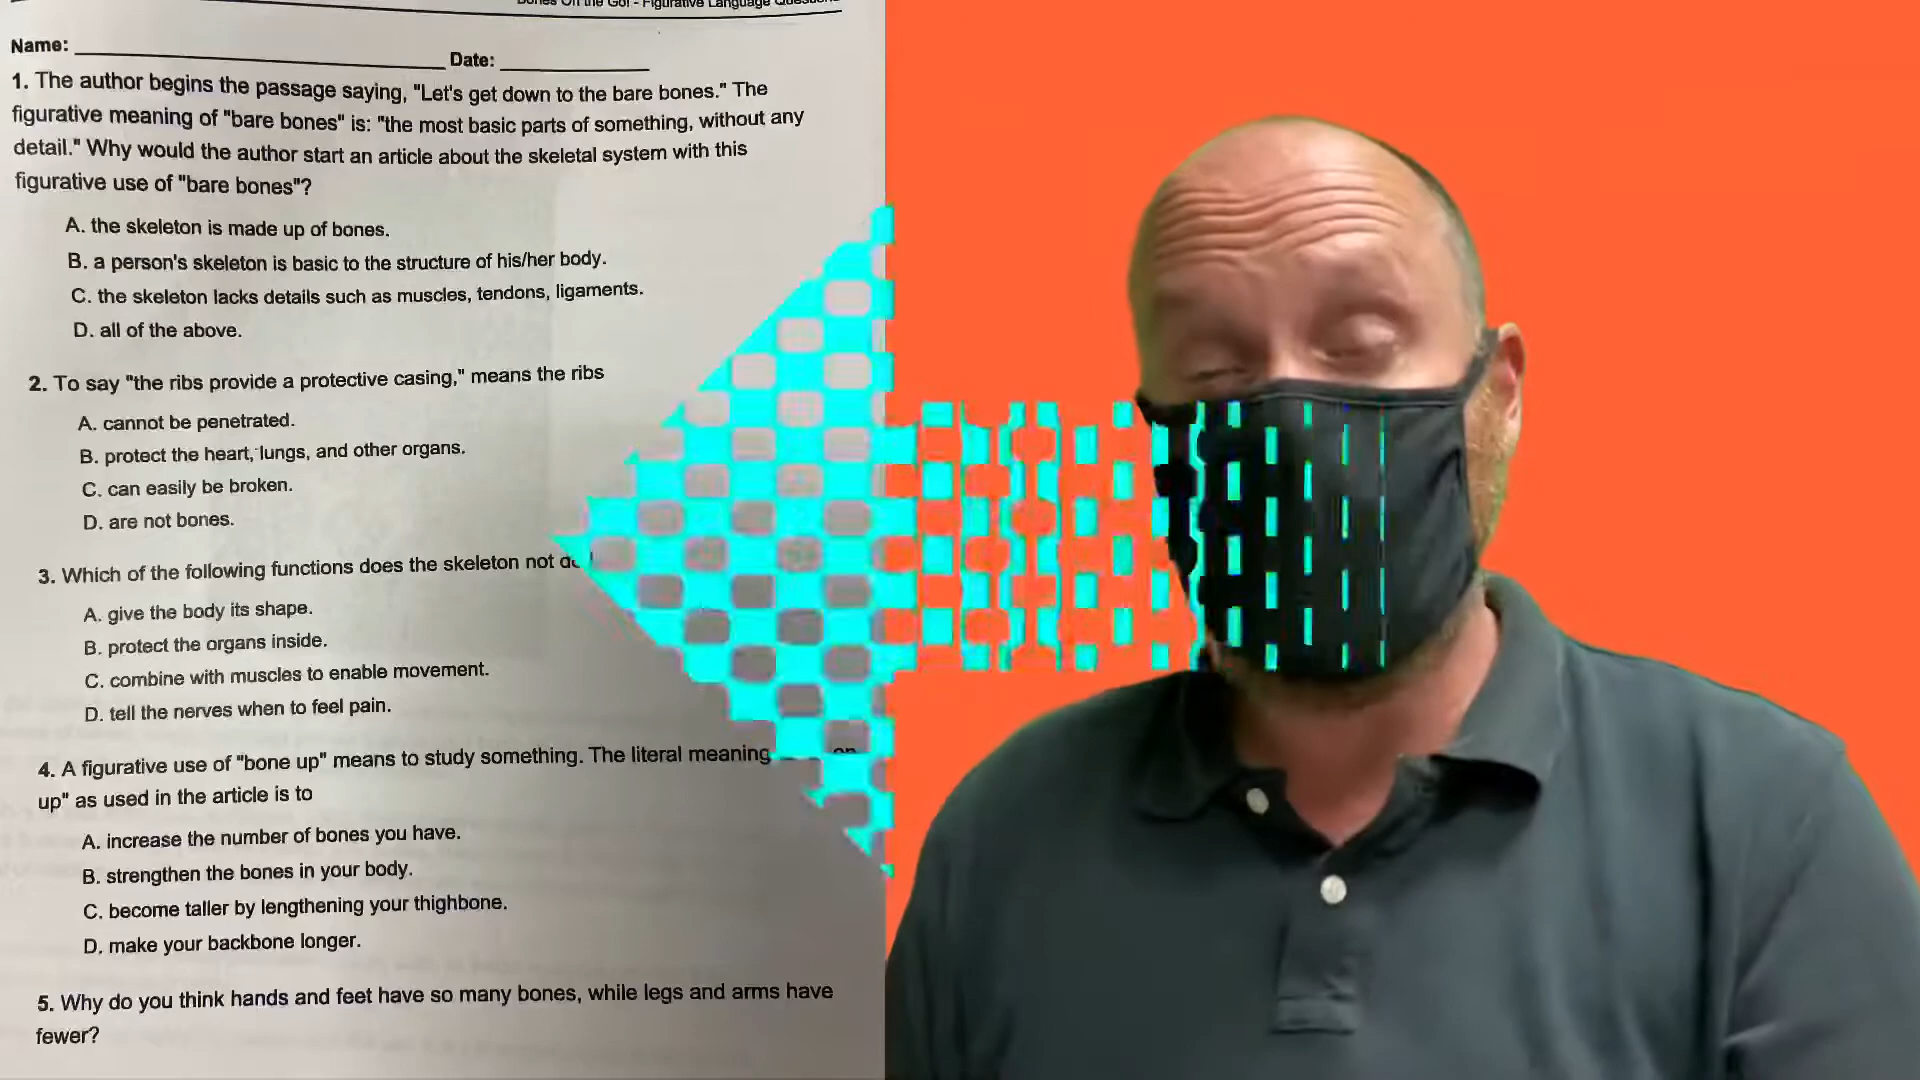 Bones On the Go! - Figurative Language Questions
Name: Date:
1. The author begins the passage saying, "Let's get down to the bare bones." The
figurative meaning of "bare bones" is: "the most basic parts of something, without any
detail." Why would the author start an article about the skeletal system with this
figurative use of "bare bones"?
A. the skeleton is made up of bones.
B. a person's skeleton is basic to the structure of his/her body.
C. the skeleton lacks details such as muscles, tendons, ligaments.
D. all of the above.
2. To say "the ribs provide a protective casing," means the ribs
A. cannot be penetrated.
B. protect the heart, lungs, and other organs.
C. can easily be broken.
D. are not bones.
3. Which of the following functions does the skeleton not
A. give the body its shape.
B. protect the organs inside.
C. combine with muscles to enable movement.
D. tell the nerves when to feel pain.
4. A figurative use of "bone up" means to study something. The literal meaning
up" as used in the article is to
A. increase the number of bones you have.
B. strengthen the bones in your body.
C. become taller by lengthening your thighbone.
D. make your backbone longer.
5. Why do you think hands and feet have so many bones, while legs and arms have
fewer?